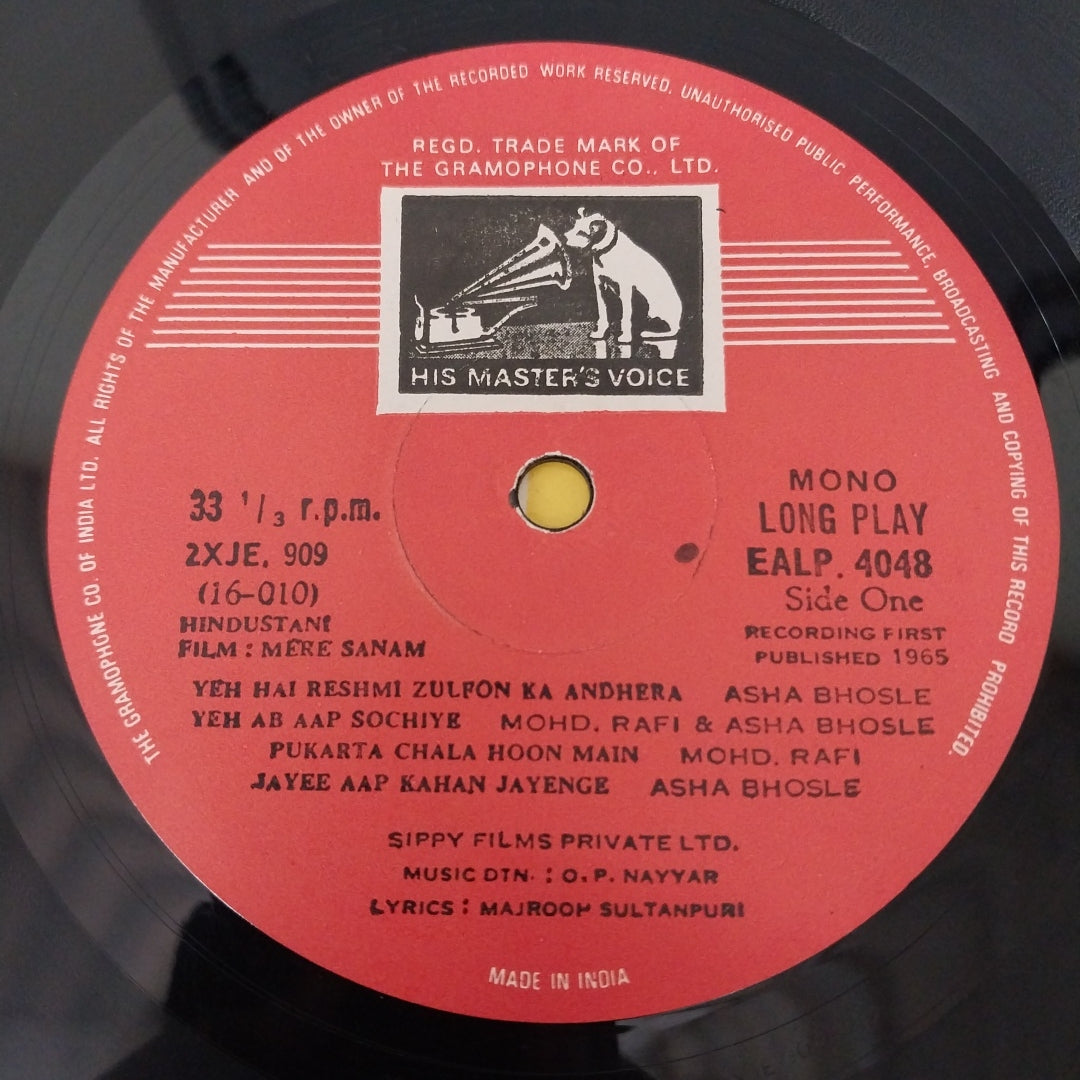 THE GRAMOPHONE CO. OF INDIA LTD. ALL RIGHTS OF THE MANUFACTURER AND OF THE OWNER OF THE RECORDED WORK RESERVED. UNAUTHORISED PUBLIC PERFORMANCE, BROADCASTING AND COPYING OF THIS RECORD PROHIBITED.
REGD. TRADE MARK OF
THE GRAMOPHONE CO., LTD.
HIS MASTER'S VOICE
33 1/3 r.p.m.
2XJE. 909
(16-010)
HINDUSTANI
FILM : MERE SANAM
MONO
LONG PLAY
EALP. 4048
Side One
RECORDING FIRST
PUBLISHED 1965
YEH HAI RESHMI ZULFON KA ANDHERA ASHA BHOSLE
YEH AB AAP SOCHIYE MOHD. RAFI & ASHA BHOSLE
PUKARTA CHALA HOON MAIN MOHD. RAFI
JAYEE AAP KAHAN JAYENGE ASHA BHOSLE
SIPPY FILMS PRIVATE LTD.
MUSIC DTN. : O. P. NAYYAR
LYRICS : MAJROOH SULTANPURI
MADE IN INDIA